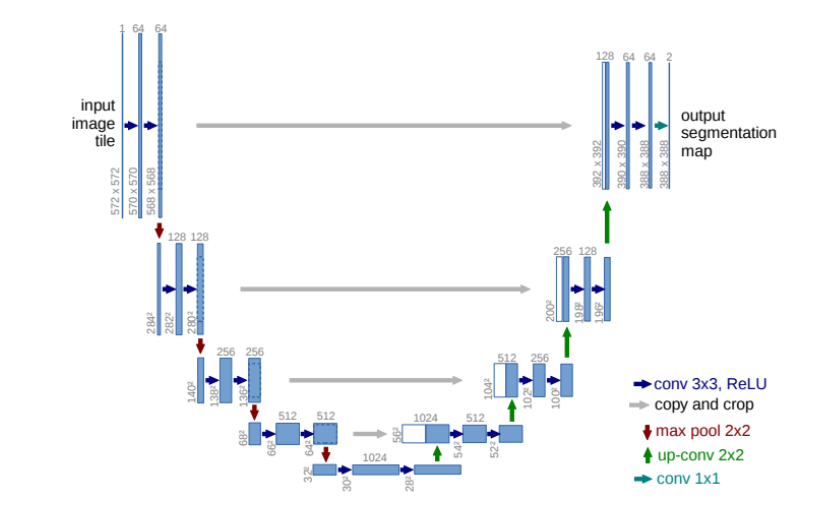 1 64 64
128 64 64 2
input
image
tile
output
segmentation
map
572 x 572
570 x 570
568 x 568
392 x 392
390 x 390
388 x 388
388 x 388
128 128
256 128
284²
282²
280²
200²
198²
196²
256 256
512 256
140²
138²
136²
104²
102²
100²
512 512
1024 512
68²
66²
64²
56²
54²
52²
1024
32²
30²
28²
conv 3x3, ReLU
copy and crop
max pool 2x2
up-conv 2x2
conv 1x1